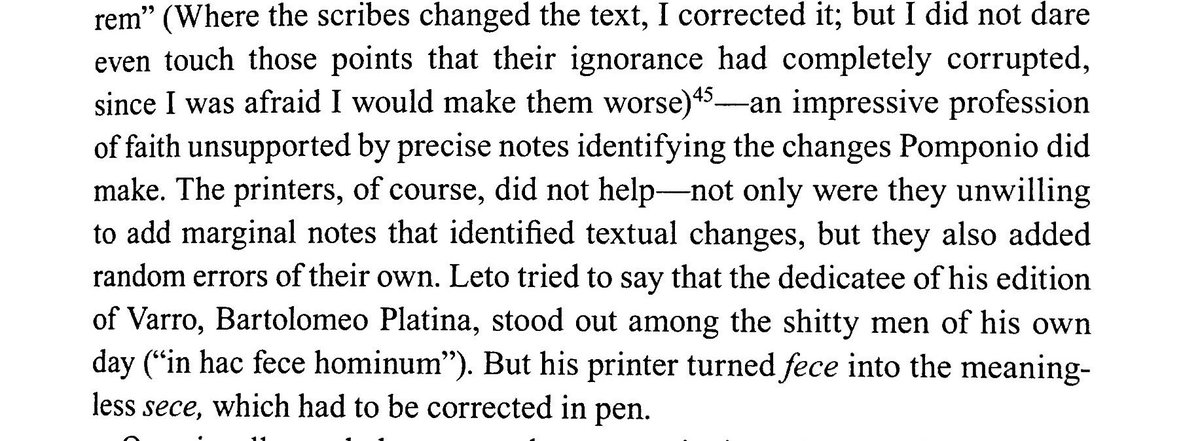 rem” (Where the scribes changed the text, I corrected it; but I did not dare
even touch those points that their ignorance had completely corrupted,
since I was afraid I would make them worse)⁴⁵—an impressive profession
of faith unsupported by precise notes identifying the changes Pomponio did
make. The printers, of course, did not help—not only were they unwilling
to add marginal notes that identified textual changes, but they also added
random errors of their own. Leto tried to say that the dedicatee of his edition
of Varro, Bartolomeo Platina, stood out among the shitty men of his own
day (“in hac fece hominum”). But his printer turned fece into the meaning-
less sece, which had to be corrected in pen.